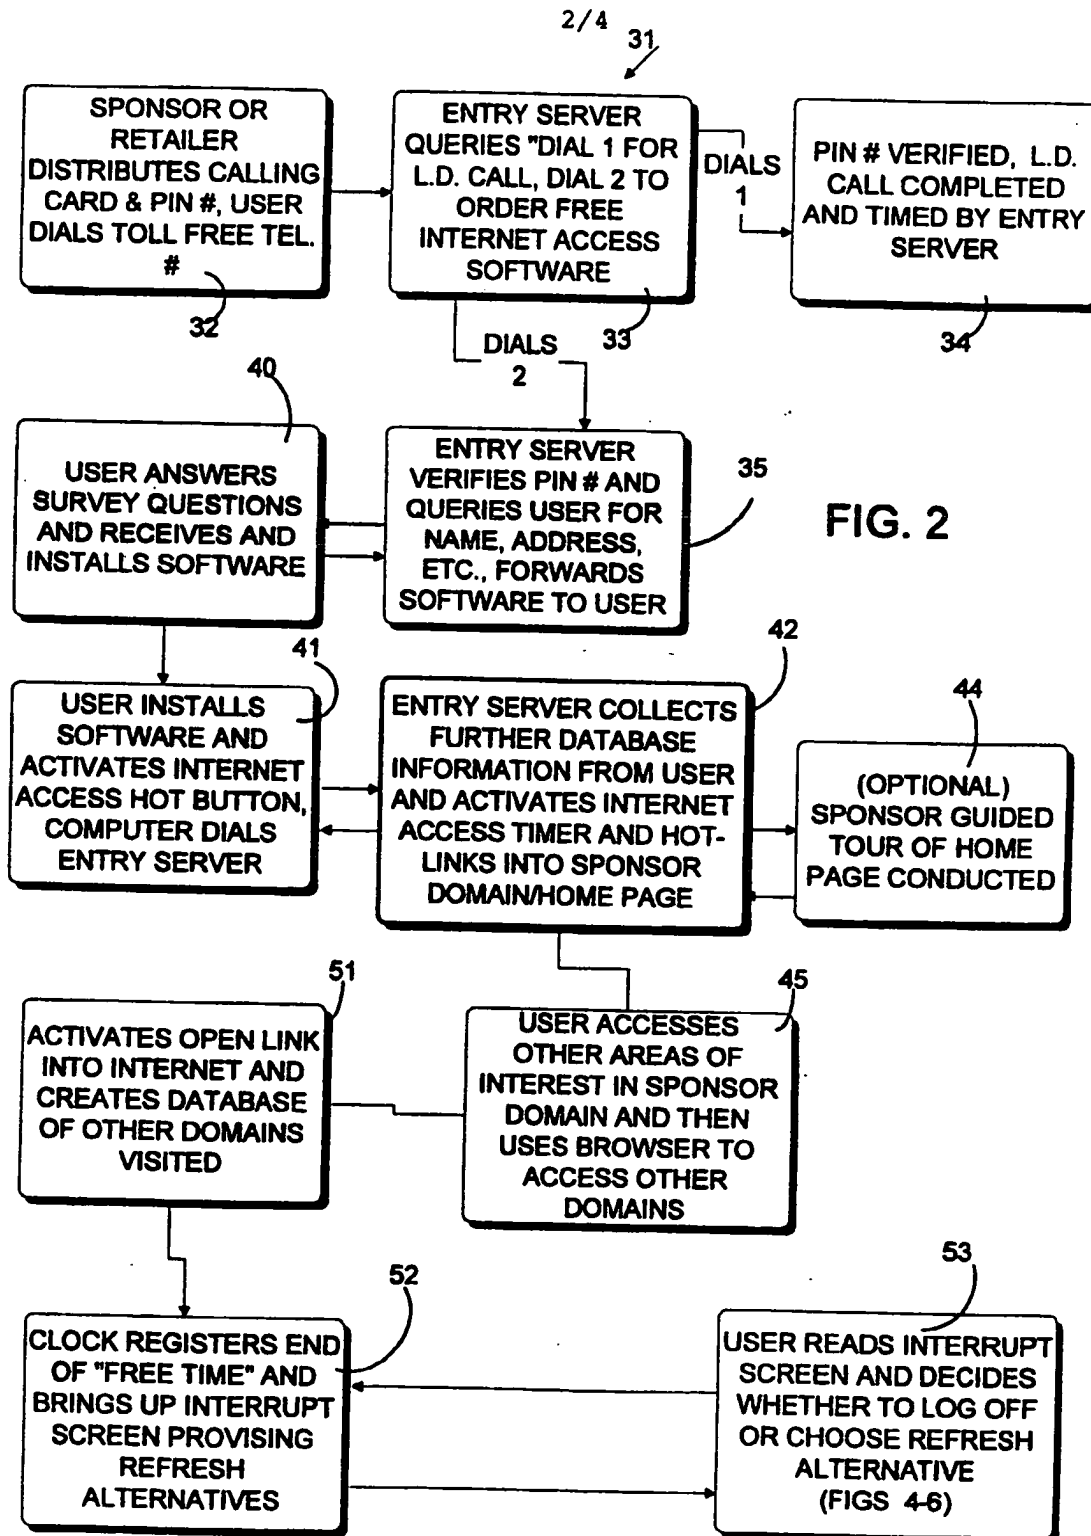 2/4
31
SPONSOR OR
RETAILER
DISTRIBUTES CALLING
CARD & PIN #, USER
DIALS TOLL FREE TEL.
#
32
ENTRY SERVER
QUERIES "DIAL 1 FOR
L.D. CALL, DIAL 2 TO
ORDER FREE
INTERNET ACCESS
SOFTWARE
33
DIALS
1
PIN # VERIFIED, L.D.
CALL COMPLETED
AND TIMED BY ENTRY
SERVER
34
DIALS
2
40
USER ANSWERS
SURVEY QUESTIONS
AND RECEIVES AND
INSTALLS SOFTWARE
ENTRY SERVER
VERIFIES PIN # AND
QUERIES USER FOR
NAME, ADDRESS,
ETC., FORWARDS
SOFTWARE TO USER
35
FIG. 2
41
USER INSTALLS
SOFTWARE AND
ACTIVATES INTERNET
ACCESS HOT BUTTON,
COMPUTER DIALS
ENTRY SERVER
42
ENTRY SERVER COLLECTS
FURTHER DATABASE
INFORMATION FROM USER
AND ACTIVATES INTERNET
ACCESS TIMER AND HOT-
LINKS INTO SPONSOR
DOMAIN/HOME PAGE
44
(OPTIONAL)
SPONSOR GUIDED
TOUR OF HOME
PAGE CONDUCTED
51
ACTIVATES OPEN LINK
INTO INTERNET AND
CREATES DATABASE
OF OTHER DOMAINS
VISITED
45
USER ACCESSES
OTHER AREAS OF
INTEREST IN SPONSOR
DOMAIN AND THEN
USES BROWSER TO
ACCESS OTHER
DOMAINS
52
CLOCK REGISTERS END
OF "FREE TIME" AND
BRINGS UP INTERRUPT
SCREEN PROVISING
REFRESH
ALTERNATIVES
53
USER READS INTERRUPT
SCREEN AND DECIDES
WHETHER TO LOG OFF
OR CHOOSE REFRESH
ALTERNATIVE
(FIGS 4-6)